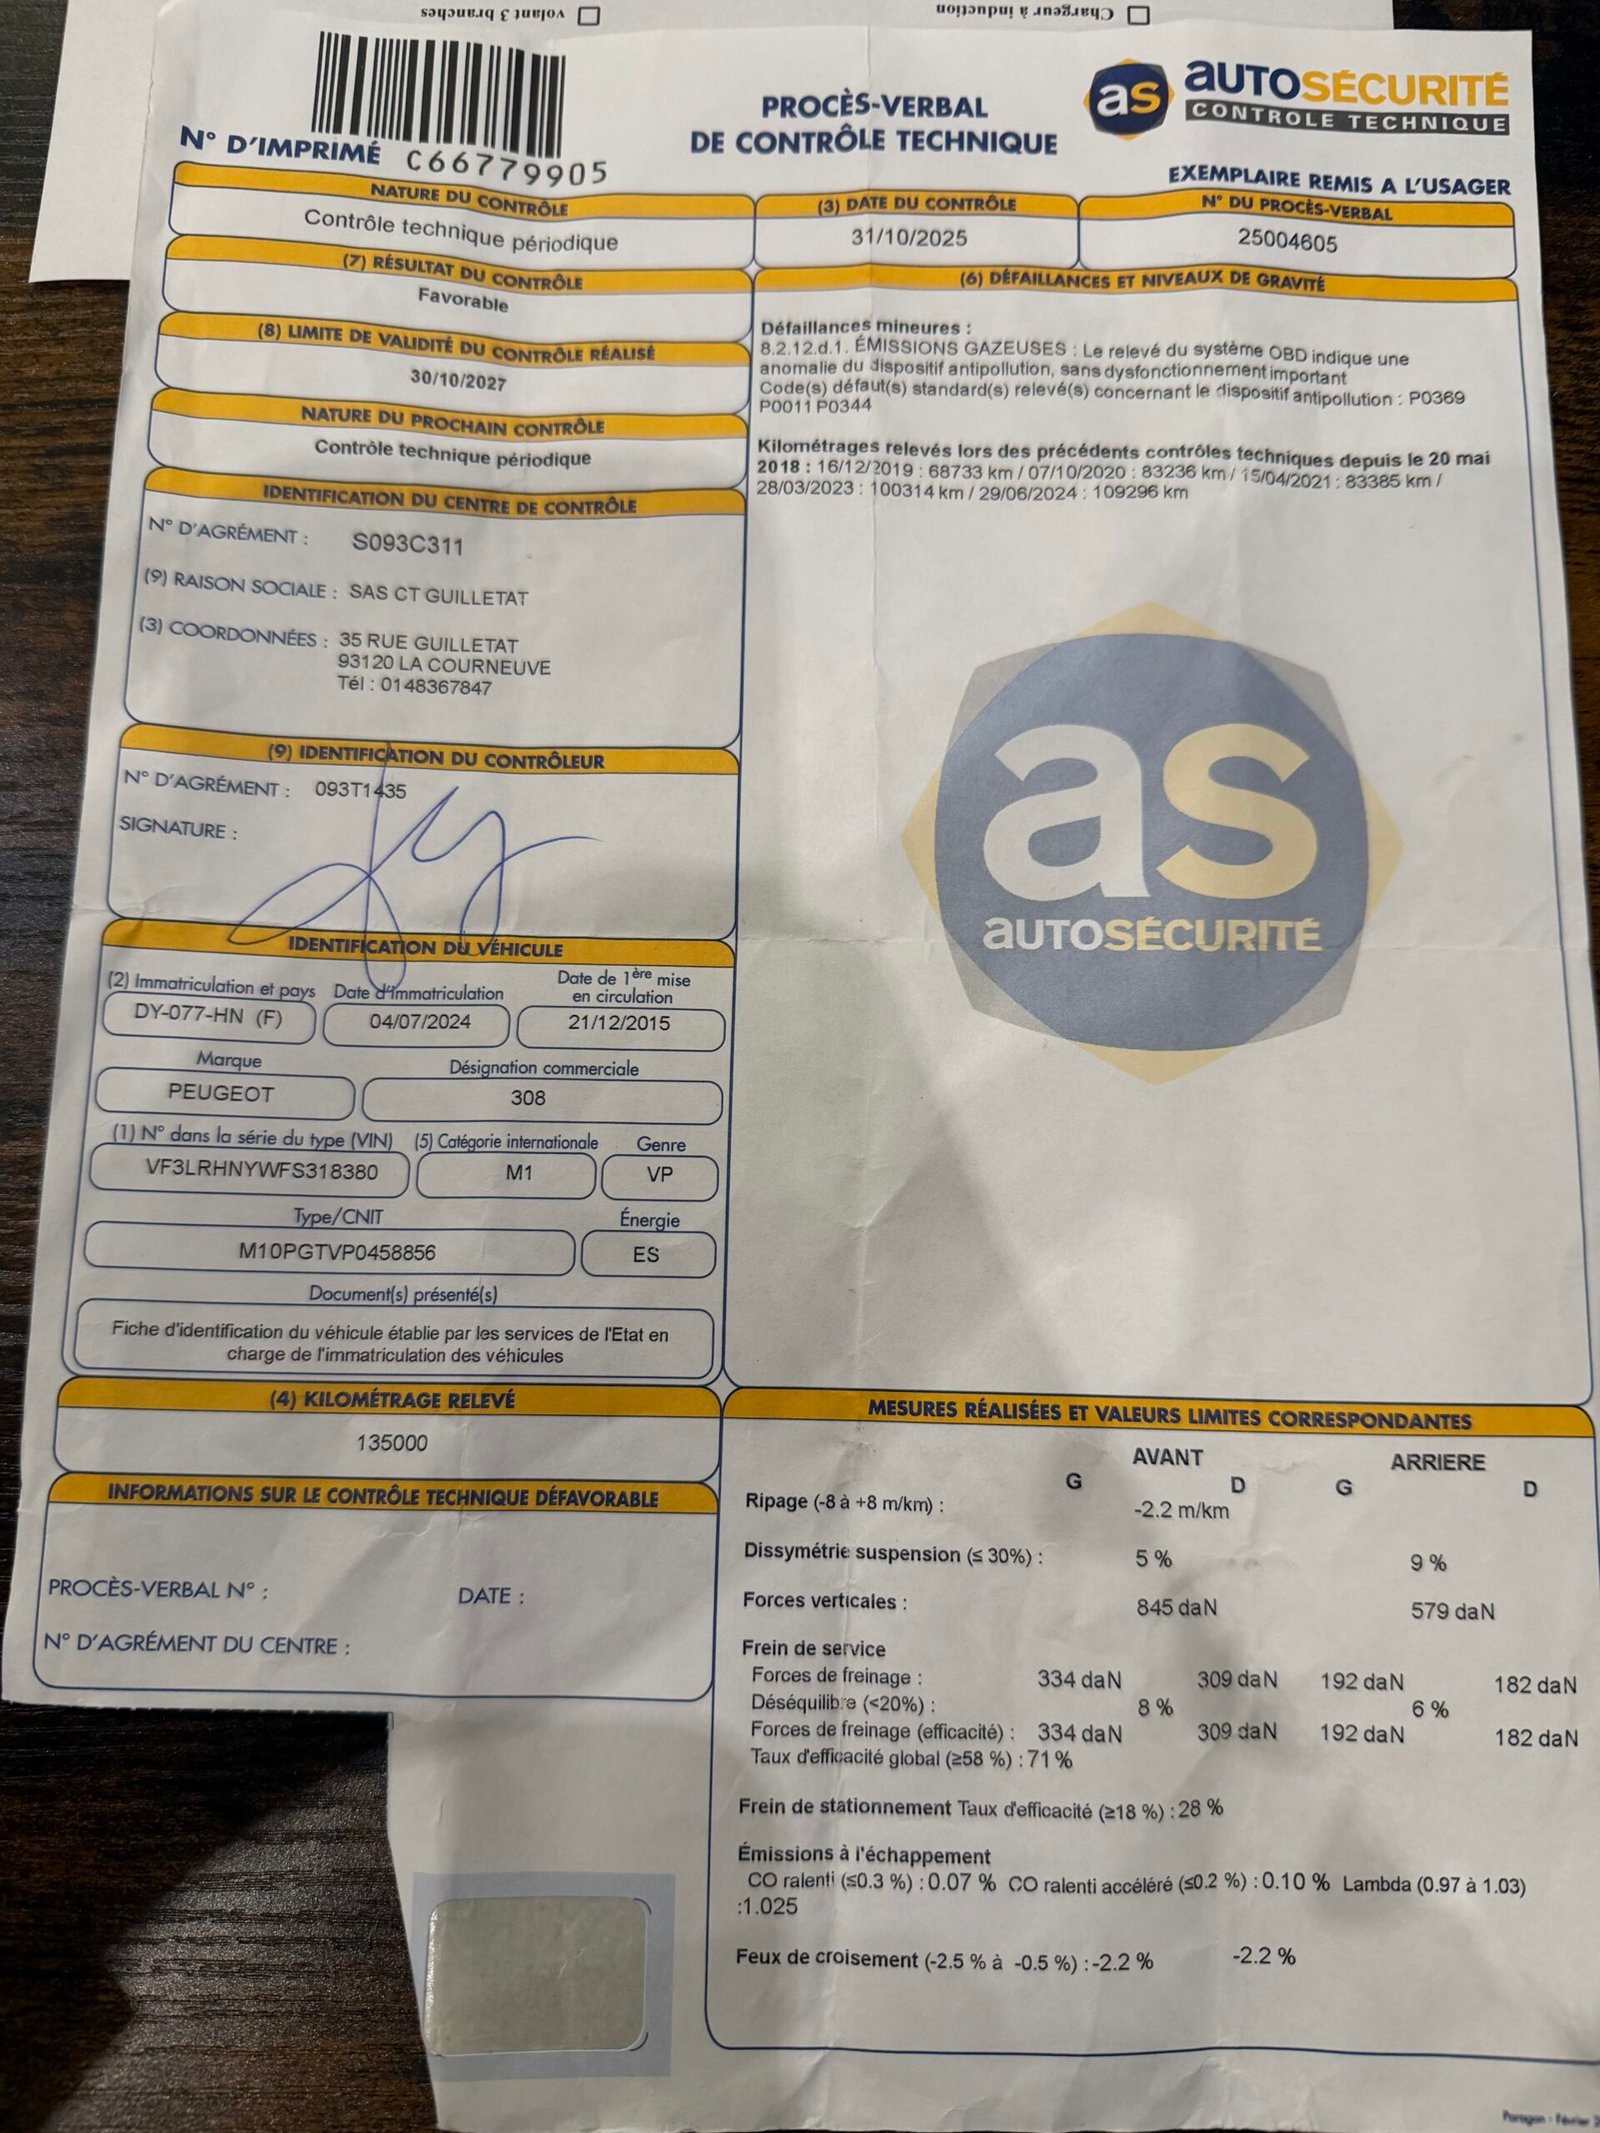 volant 3 branches
Chargeur à induction
N° D'IMPRIMÉ C66779905
PROCÈS-VERBAL
DE CONTRÔLE TECHNIQUE
as AUTOSÉCURITÉ
CONTROLE TECHNIQUE
EXEMPLAIRE REMIS A L'USAGER
NATURE DU CONTRÔLE
Contrôle technique périodique
(3) DATE DU CONTRÔLE
31/10/2025
N° DU PROCÈS-VERBAL
25004605
(7) RÉSULTAT DU CONTRÔLE
Favorable
(8) LIMITE DE VALIDITÉ DU CONTRÔLE RÉALISÉ
30/10/2027
NATURE DU PROCHAIN CONTRÔLE
Contrôle technique périodique
IDENTIFICATION DU CENTRE DE CONTRÔLE
N° D'AGRÉMENT : S093C311
(9) RAISON SOCIALE : SAS CT GUILLETAT
(3) COORDONNÉES : 35 RUE GUILLETAT
93120 LA COURNEUVE
Tél : 0148367847
(9) IDENTIFICATION DU CONTRÔLEUR
N° D'AGRÉMENT : 093T1435
SIGNATURE :
IDENTIFICATION DU VÉHICULE
(2) Immatriculation et pays Date d'immatriculation Date de 1ère mise
en circulation
DY-077-HN (F) 04/07/2024 21/12/2015
Marque Désignation commerciale
PEUGEOT 308
(1) N° dans la série du type (VIN) (5) Catégorie internationale Genre
VF3LRHNYWFS318380 M1 VP
Type/CNIT Énergie
M10PGTVP0458856 ES
Document(s) présenté(s)
Fiche d'identification du véhicule établie par les services de l'Etat en
charge de l'immatriculation des véhicules
(4) KILOMÉTRAGE RELEVÉ
135000
INFORMATIONS SUR LE CONTRÔLE TECHNIQUE DÉFAVORABLE
PROCÈS-VERBAL N° : DATE :
N° D'AGRÉMENT DU CENTRE :
(6) DÉFAILLANCES ET NIVEAUX DE GRAVITÉ
Défaillances mineures :
8.2.12.d.1. ÉMISSIONS GAZEUSES : Le relevé du système OBD indique une
anomalie du dispositif antipollution, sans dysfonctionnement important
Code(s) défaut(s) standard(s) relevé(s) concernant le dispositif antipollution : P0369
P0011 P0344
Kilométrages relevés lors des précédents contrôles techniques depuis le 20 mai
2018 : 16/12/2019 : 68733 km / 07/10/2020 : 83236 km / 15/04/2021 : 83385 km /
28/03/2023 : 100314 km / 29/06/2024 : 109296 km
as
AUTOSÉCURITÉ
MESURES RÉALISÉES ET VALEURS LIMITES CORRESPONDANTES
AVANT ARRIERE
G D G D
Ripage (-8 à +8 m/km) : -2.2 m/km
Dissymétrie suspension (≤ 30%) : 5 % 9 %
Forces verticales : 845 daN 579 daN
Frein de service
Forces de freinage : 334 daN 309 daN 192 daN 182 daN
Déséquilibre (<20%) : 8 % 6 %
Forces de freinage (efficacité) : 334 daN 309 daN 192 daN 182 daN
Taux d'efficacité global (≥58 %) : 71 %
Frein de stationnement Taux d'efficacité (≥18 %) : 28 %
Émissions à l'échappement
CO ralenti (≤0.3 %) : 0.07 % CO ralenti accéléré (≤0.2 %) : 0.10 % Lambda (0.97 à 1.03)
:1.025
Feux de croisement (-2.5 % à -0.5 %) : -2.2 % -2.2 %
Paragon - Février